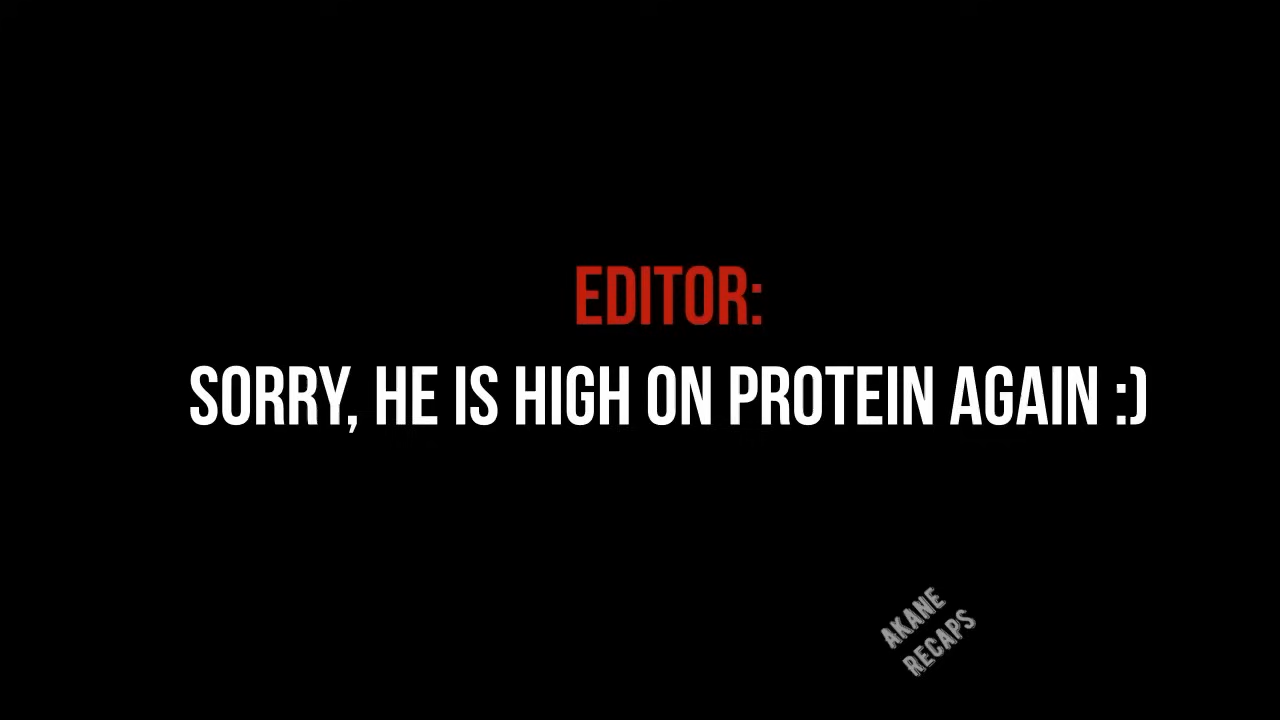 EDITOR:
SORRY, HE IS HIGH ON PROTEIN AGAIN :)
AKANE
RECAPS